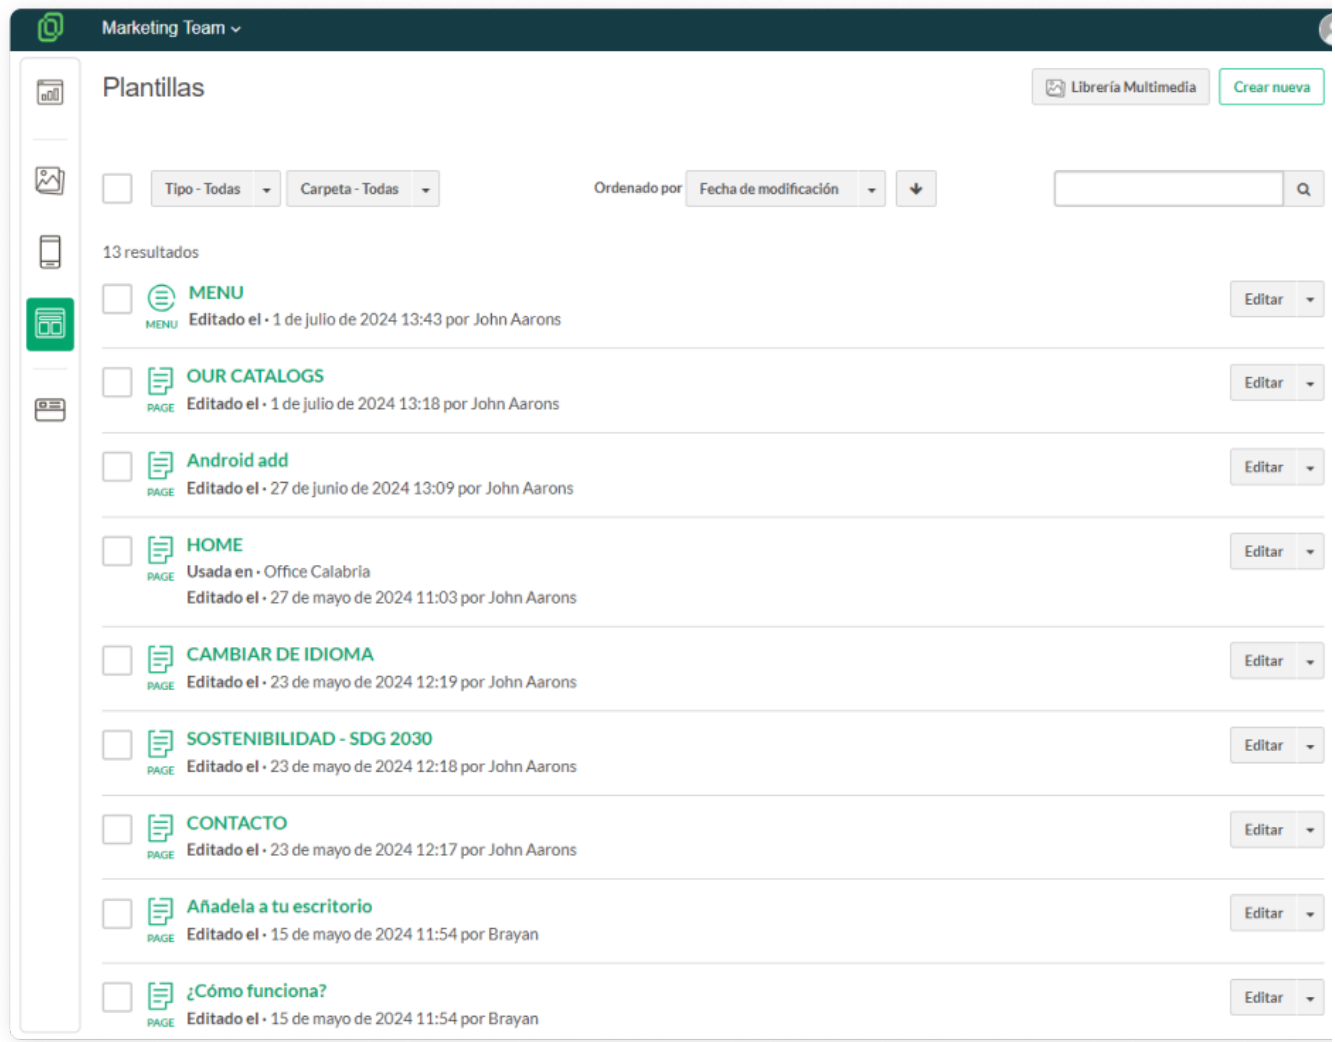 Marketing Team
Plantillas
Librería Multimedia
Crear nueva
Tipo - Todas
Carpeta - Todas
Ordenado por
Fecha de modificación
13 resultados
MENU
MENU
Editado el · 1 de julio de 2024 13:43 por John Aarons
Editar
OUR CATALOGS
PAGE
Editado el · 1 de julio de 2024 13:18 por John Aarons
Editar
Android add
PAGE
Editado el · 27 de junio de 2024 13:09 por John Aarons
Editar
HOME
PAGE
Usada en · Office Calabria
Editado el · 27 de mayo de 2024 11:03 por John Aarons
Editar
CAMBIAR DE IDIOMA
PAGE
Editado el · 23 de mayo de 2024 12:19 por John Aarons
Editar
SOSTENIBILIDAD - SDG 2030
PAGE
Editado el · 23 de mayo de 2024 12:18 por John Aarons
Editar
CONTACTO
PAGE
Editado el · 23 de mayo de 2024 12:17 por John Aarons
Editar
Añadela a tu escritorio
PAGE
Editado el · 15 de mayo de 2024 11:54 por Brayan
Editar
¿Cómo funciona?
PAGE
Editado el · 15 de mayo de 2024 11:54 por Brayan
Editar